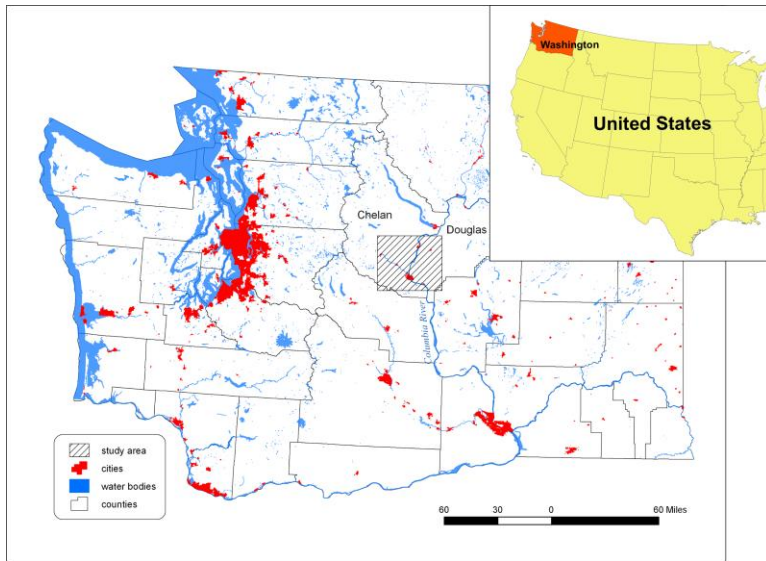 Washington
United States
Chelan
Douglas
Columbia River
study area
cities
water bodies
counties
60 30 0 60 Miles